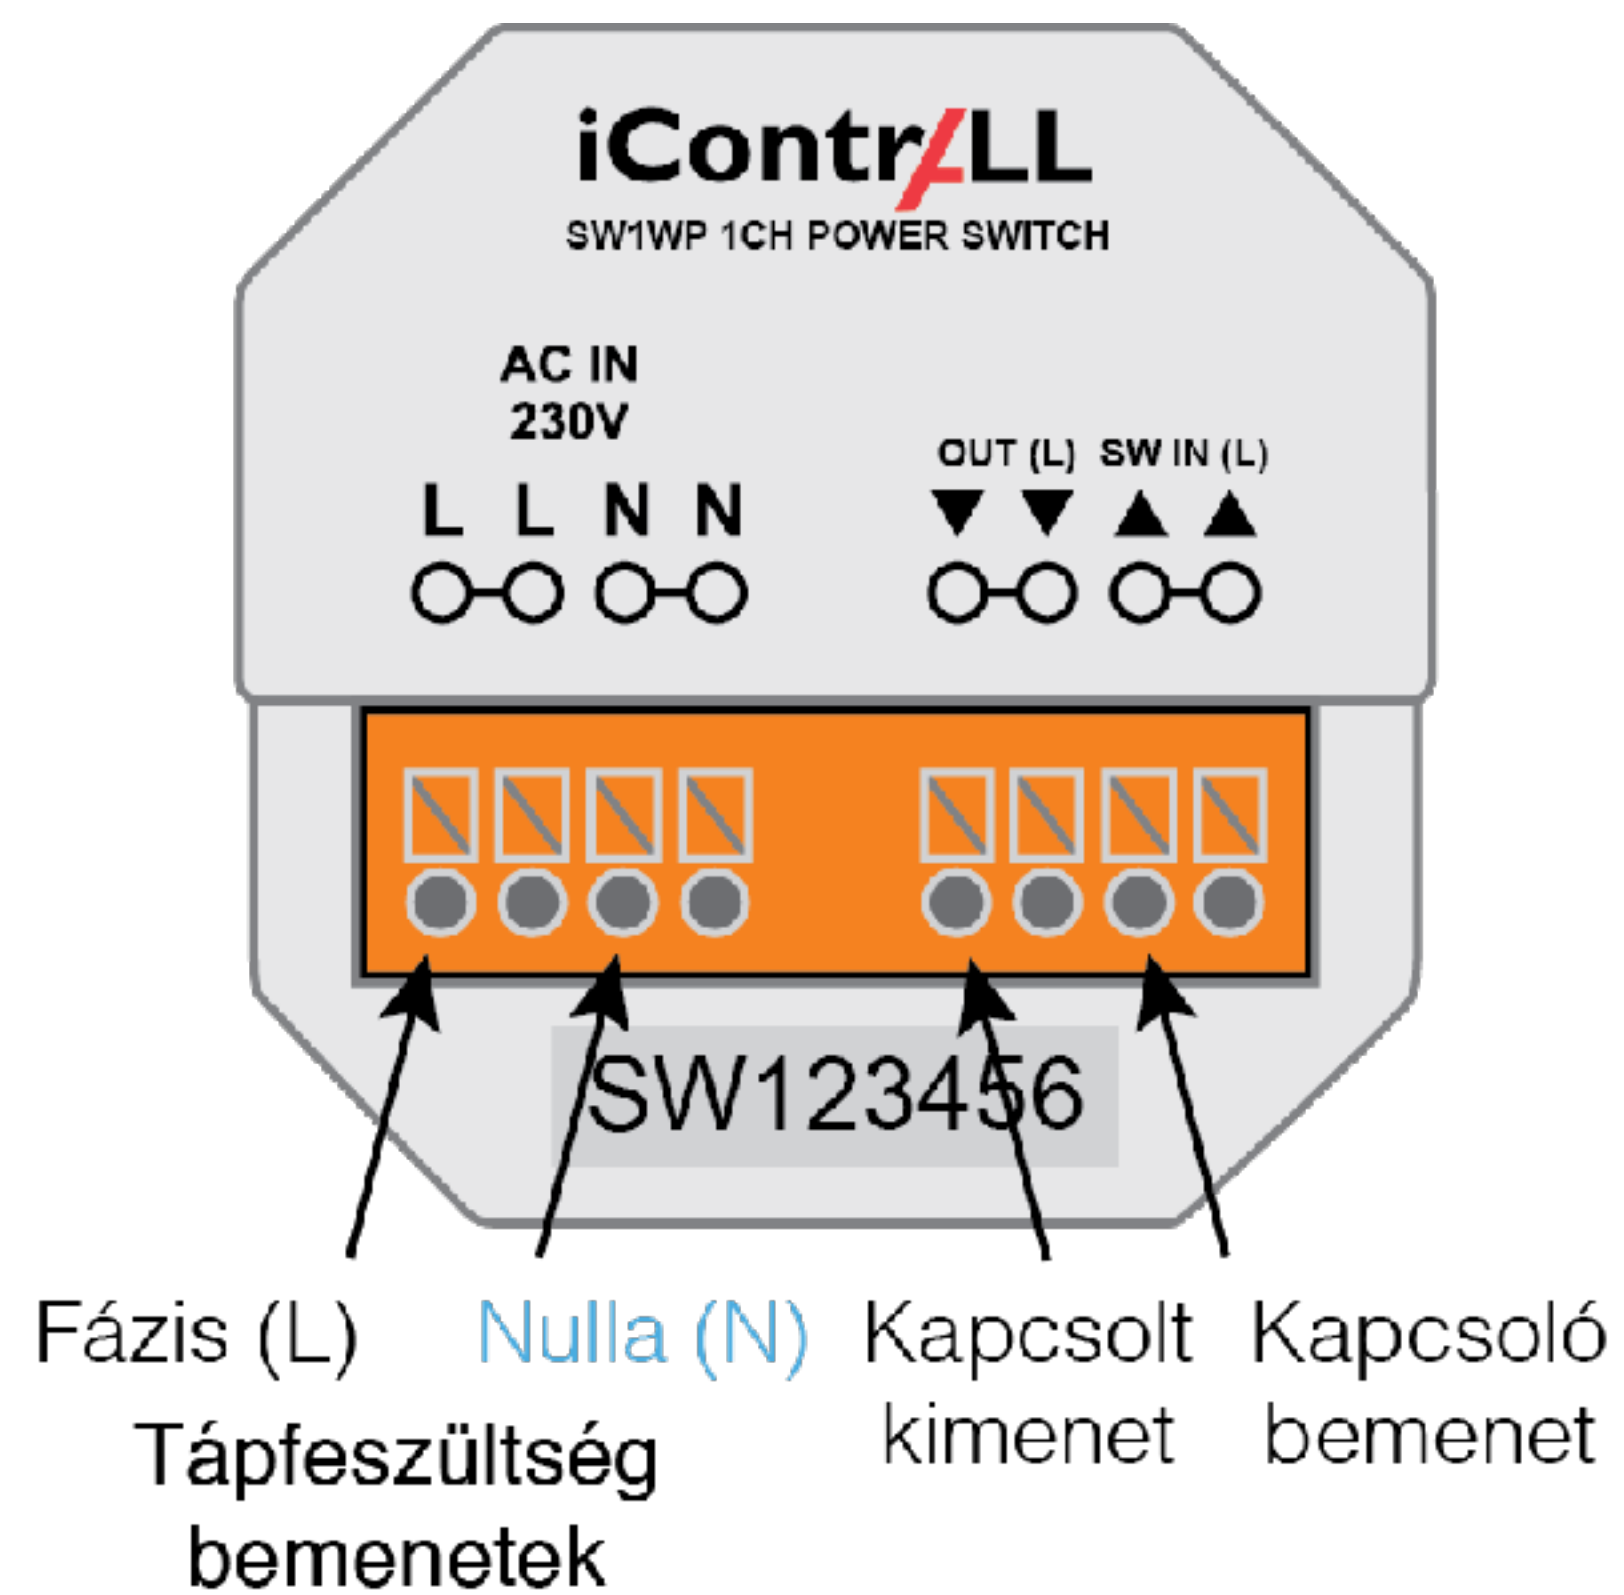 iContrALL
SW1WP 1CH POWER SWITCH
AC IN
230V
OUT (L) SW IN (L)
L L N N
SW123456
Fázis (L) Nulla (N) Kapcsolt Kapcsoló
kimenet bemenet
Tápfeszültség
bemenetek